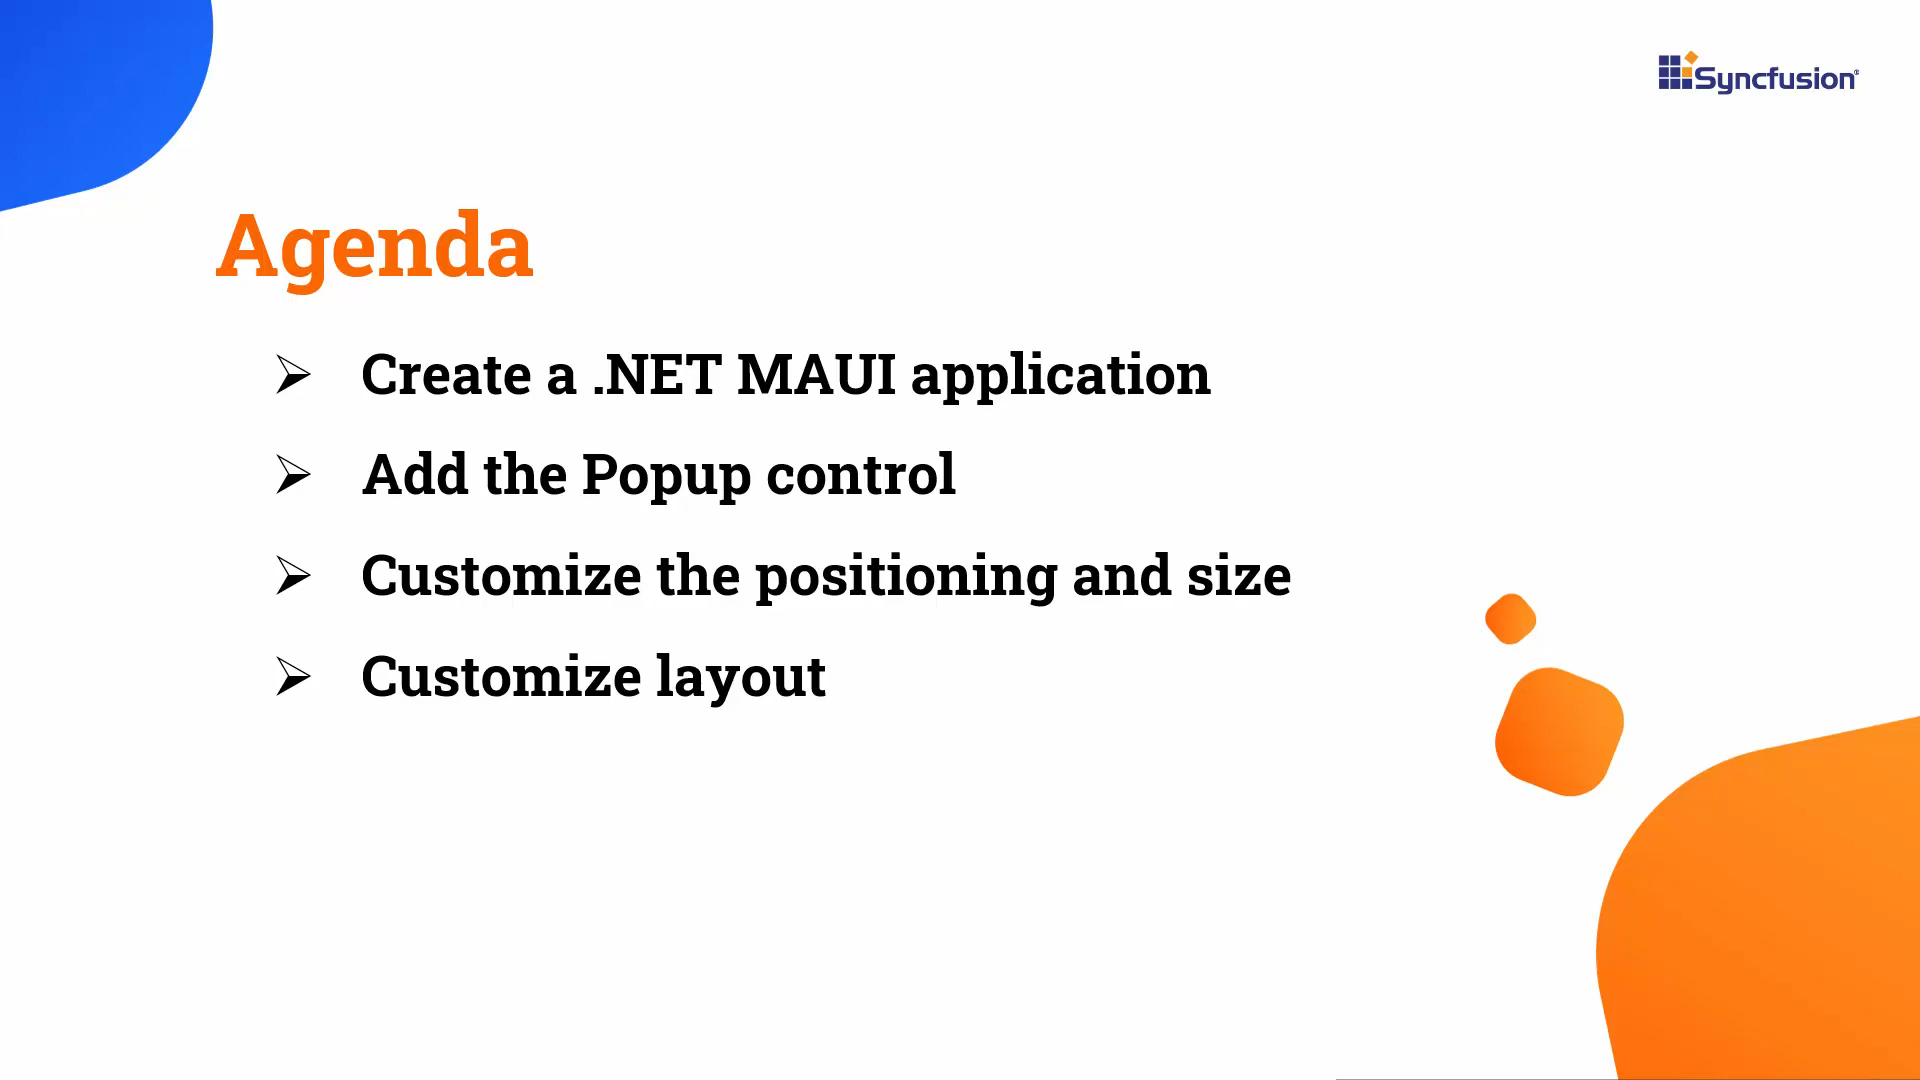 Syncfusion®
Agenda
➢ Create a .NET MAUI application
➢ Add the Popup control
➢ Customize the positioning and size
➢ Customize layout